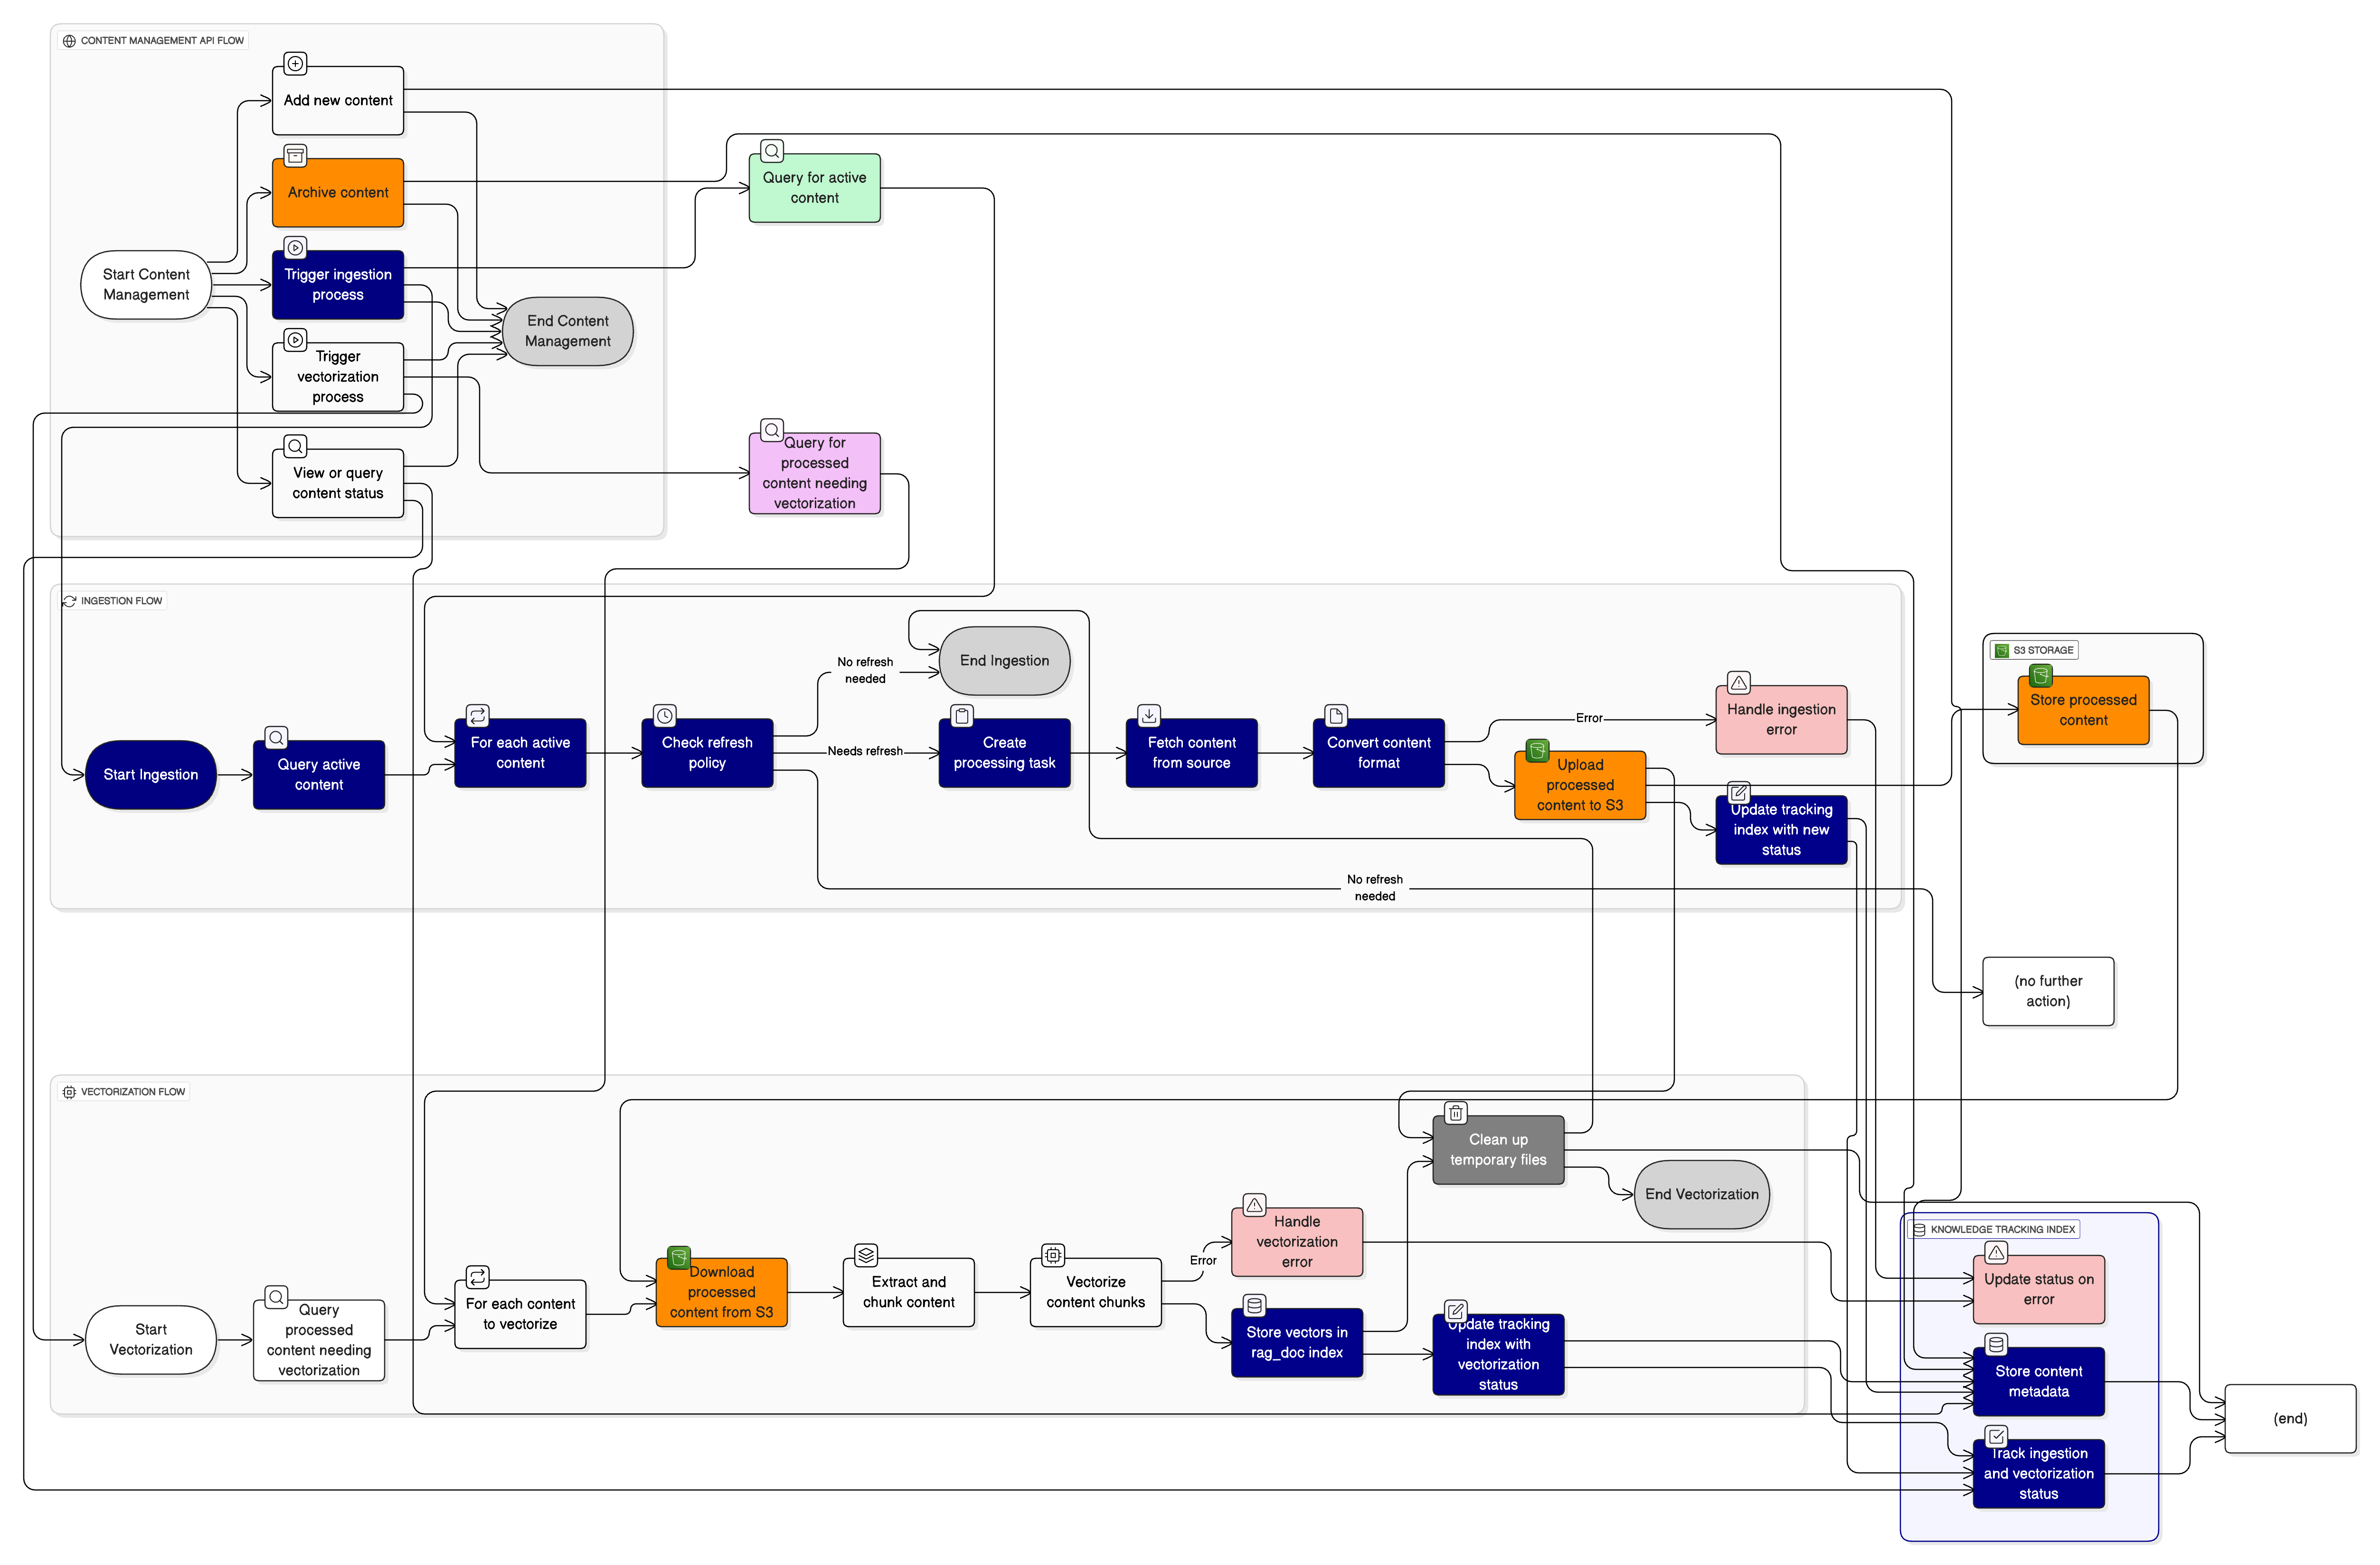 CONTENT MANAGEMENT API FLOW
Add new content
Archive content
Trigger ingestion
process
Start Content
Management
Trigger
vectorization
process
View or query
content status
End Content
Management
Query for active
content
Query for
processed
content needing
vectorization
INGESTION FLOW
Start Ingestion
Query active
content
For each active
content
Check refresh
policy
No refresh
needed
End Ingestion
Needs refresh
Create
processing task
Fetch content
from source
Convert content
format
Error
Handle ingestion
error
Upload
processed
content to S3
Update tracking
index with new
status
No refresh
needed
S3 STORAGE
Store processed
content
(no further
action)
VECTORIZATION FLOW
Start
Vectorization
Query
processed
content needing
vectorization
For each content
to vectorize
Download
processed
content from S3
Extract and
chunk content
Vectorize
content chunks
Error
Handle
vectorization
error
Store vectors in
rag_doc index
Clean up
temporary files
End Vectorization
Update tracking
index with
vectorization
status
KNOWLEDGE TRACKING INDEX
Update status on
error
Store content
metadata
Track ingestion
and vectorization
status
(end)